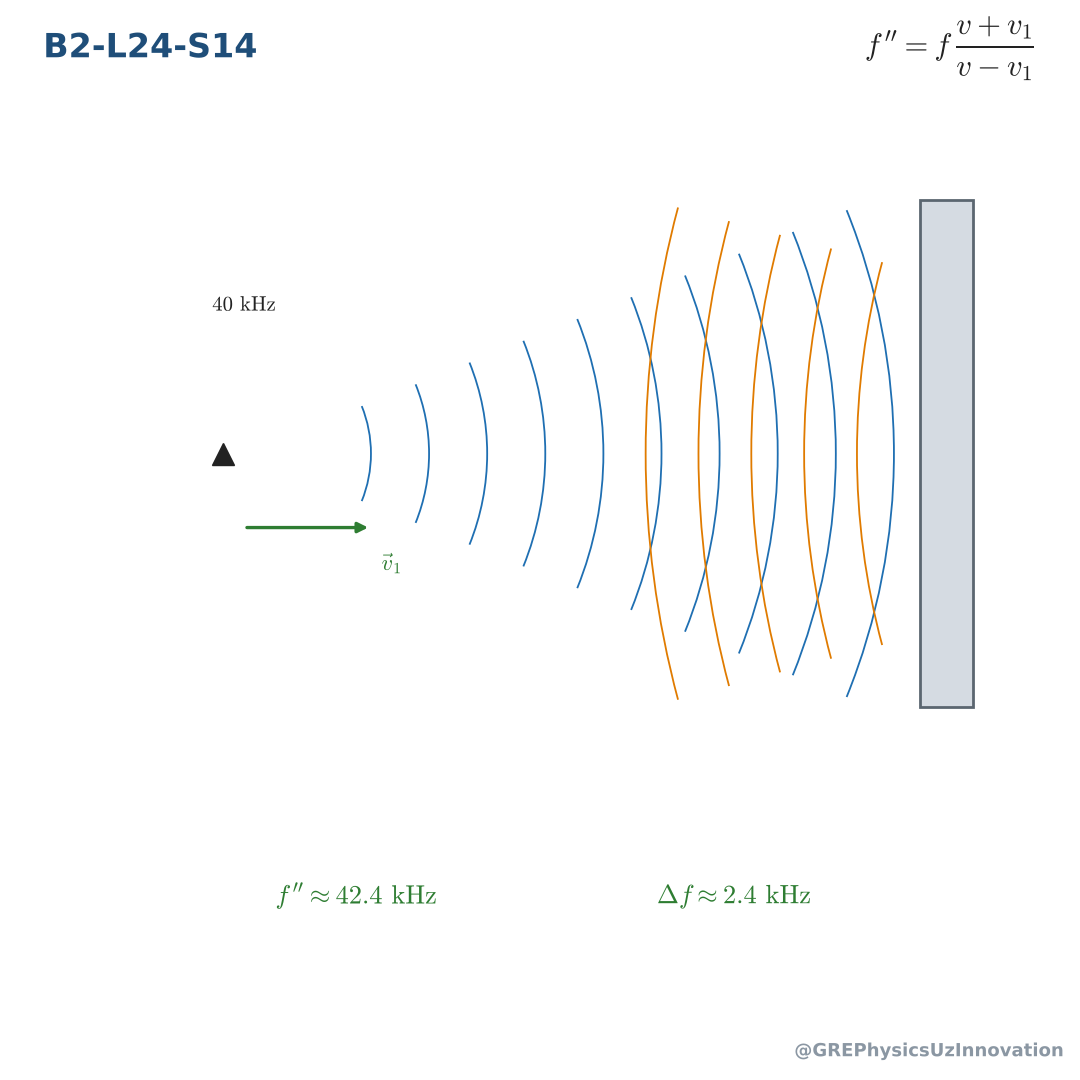 B2-L24-S14
f″ = f (v + v₁)/(v − v₁)
40 kHz
v⃗₁
f″ ≈ 42.4 kHz
Δf ≈ 2.4 kHz
@GREPhysicsUzInnovation